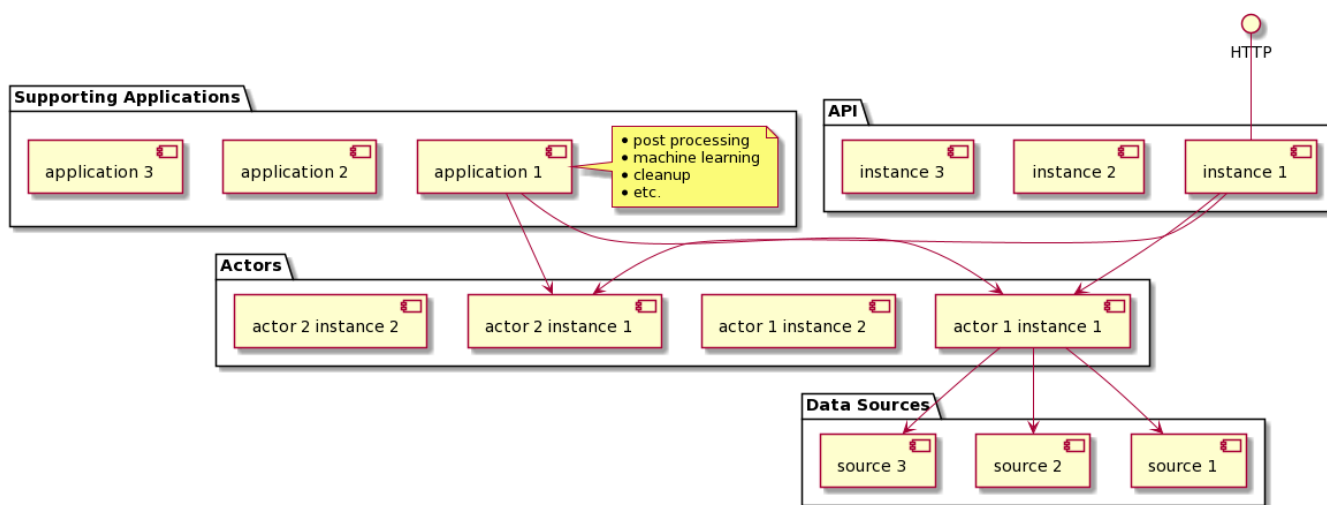 HTTP
Supporting Applications
API
application 3
application 2
application 1
• post processing
• machine learning
• cleanup
• etc.
instance 3
instance 2
instance 1
Actors
actor 2 instance 2
actor 2 instance 1
actor 1 instance 2
actor 1 instance 1
Data Sources
source 3
source 2
source 1